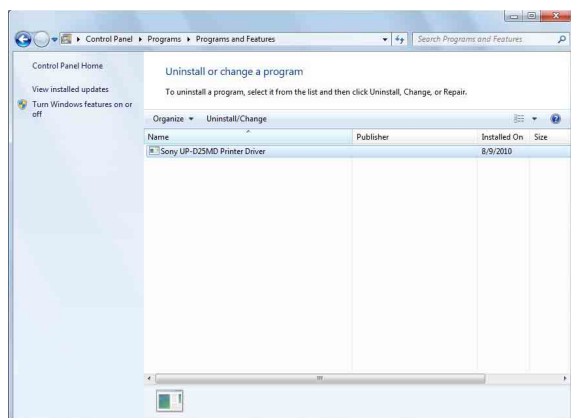 Control Panel ▸ Programs ▸ Programs and Features
Search Programs and Features
Control Panel Home
View installed updates
Turn Windows features on or
off
Uninstall or change a program
To uninstall a program, select it from the list and then click Uninstall, Change, or Repair.
Organize Uninstall/Change
Name Publisher Installed On Size
Sony UP-D25MD Printer Driver 8/9/2010